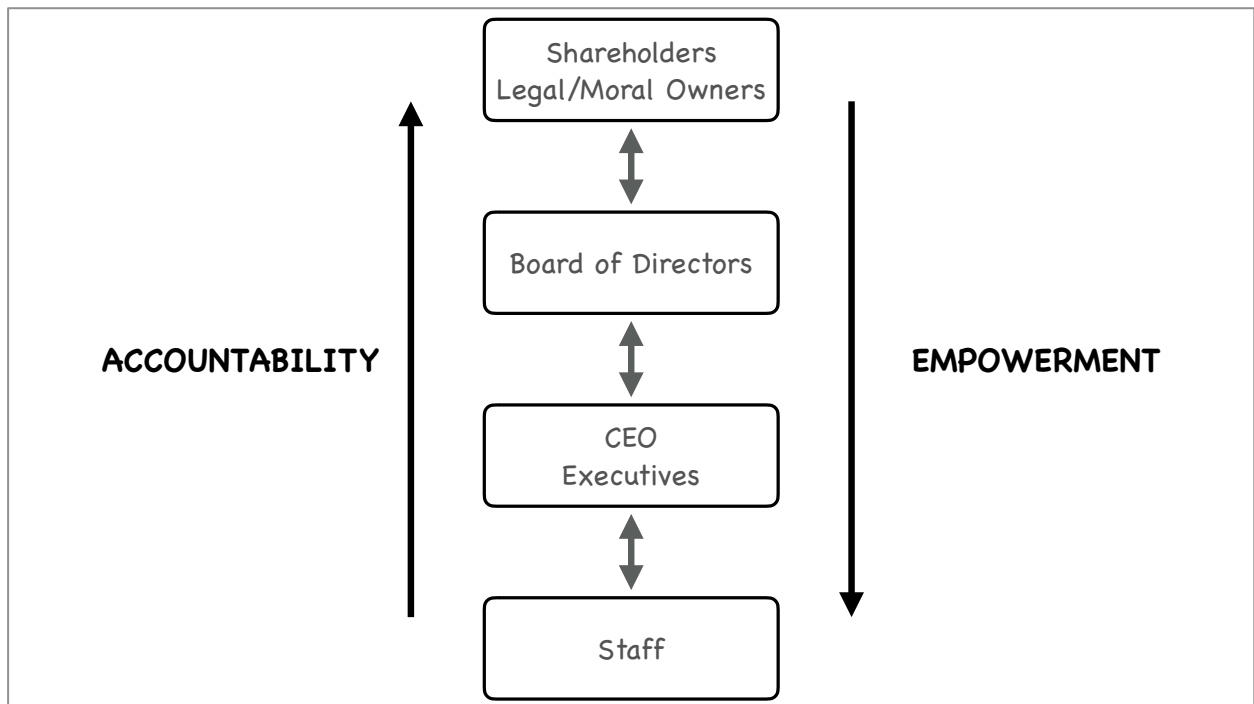 Shareholders
Legal/Moral Owners
Board of Directors
ACCOUNTABILITY
EMPOWERMENT
CEO
Executives
Staff